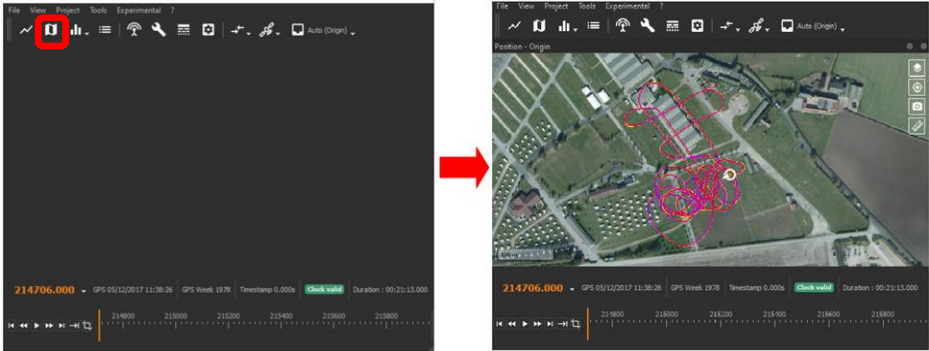 File View Project Tools Experimental ?
Auto (Origin)
214706.000 GPS 05/12/2017 11:38:26 GPS Week 1978 Timestamp 0.000s Clock valid Duration : 00:21:13.000
214800 215000 215200 215400 215600 215800
File View Project Tools Experimental ?
Auto (Origin)
Position - Origin
214706.000 GPS 05/12/2017 11:38:26 GPS Week 1978 Timestamp 0.000s Clock valid Duration : 00:21:13.000
214800 215000 215200 215400 215600 215800